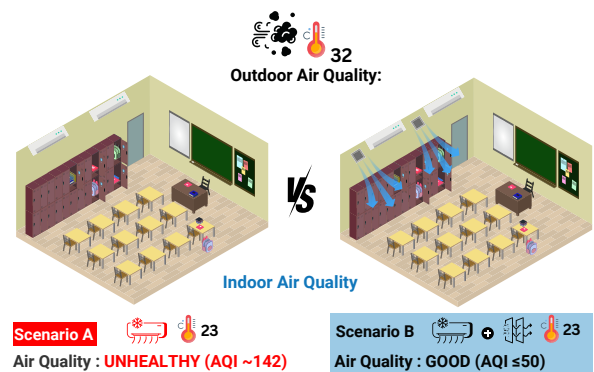 32
Outdoor Air Quality:
VS
Indoor Air Quality
Scenario A
23
Air Quality : UNHEALTHY (AQI ~142)
Scenario B
23
Air Quality : GOOD (AQI ≤50)